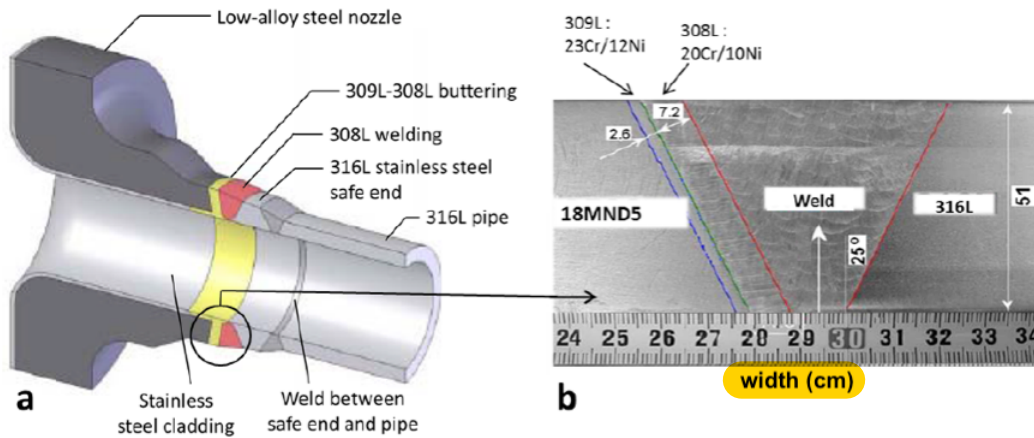 Low-alloy steel nozzle
309L-308L buttering
308L welding
316L stainless steel
safe end
316L pipe
Stainless
steel cladding
Weld between
safe end and pipe
a
309L :
23Cr/12Ni
308L :
20Cr/10Ni
7.2
2.6
18MND5
Weld
316L
25°
51
24 25 26 27 28 29 30 31 32 33 34
width (cm)
b